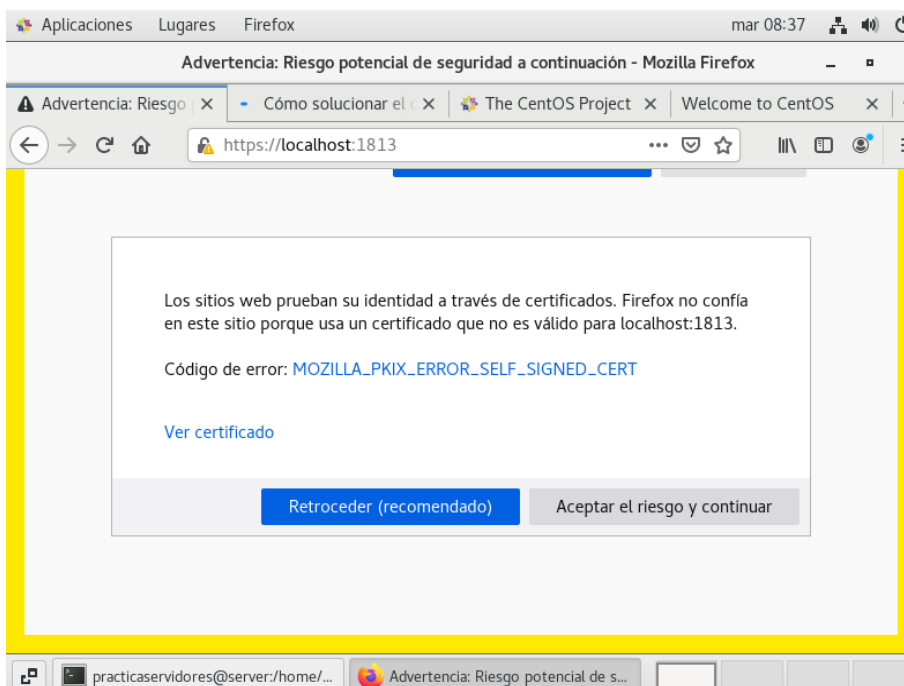 Aplicaciones Lugares Firefox mar 08:37
Advertencia: Riesgo potencial de seguridad a continuación - Mozilla Firefox
Advertencia: Riesgo Cómo solucionar el The CentOS Project Welcome to CentOS
https://localhost:1813
Los sitios web prueban su identidad a través de certificados. Firefox no confía
en este sitio porque usa un certificado que no es válido para localhost:1813.
Código de error: MOZILLA_PKIX_ERROR_SELF_SIGNED_CERT
Ver certificado
Retroceder (recomendado) Aceptar el riesgo y continuar
practicaservidores@server:/home/... Advertencia: Riesgo potencial de s...